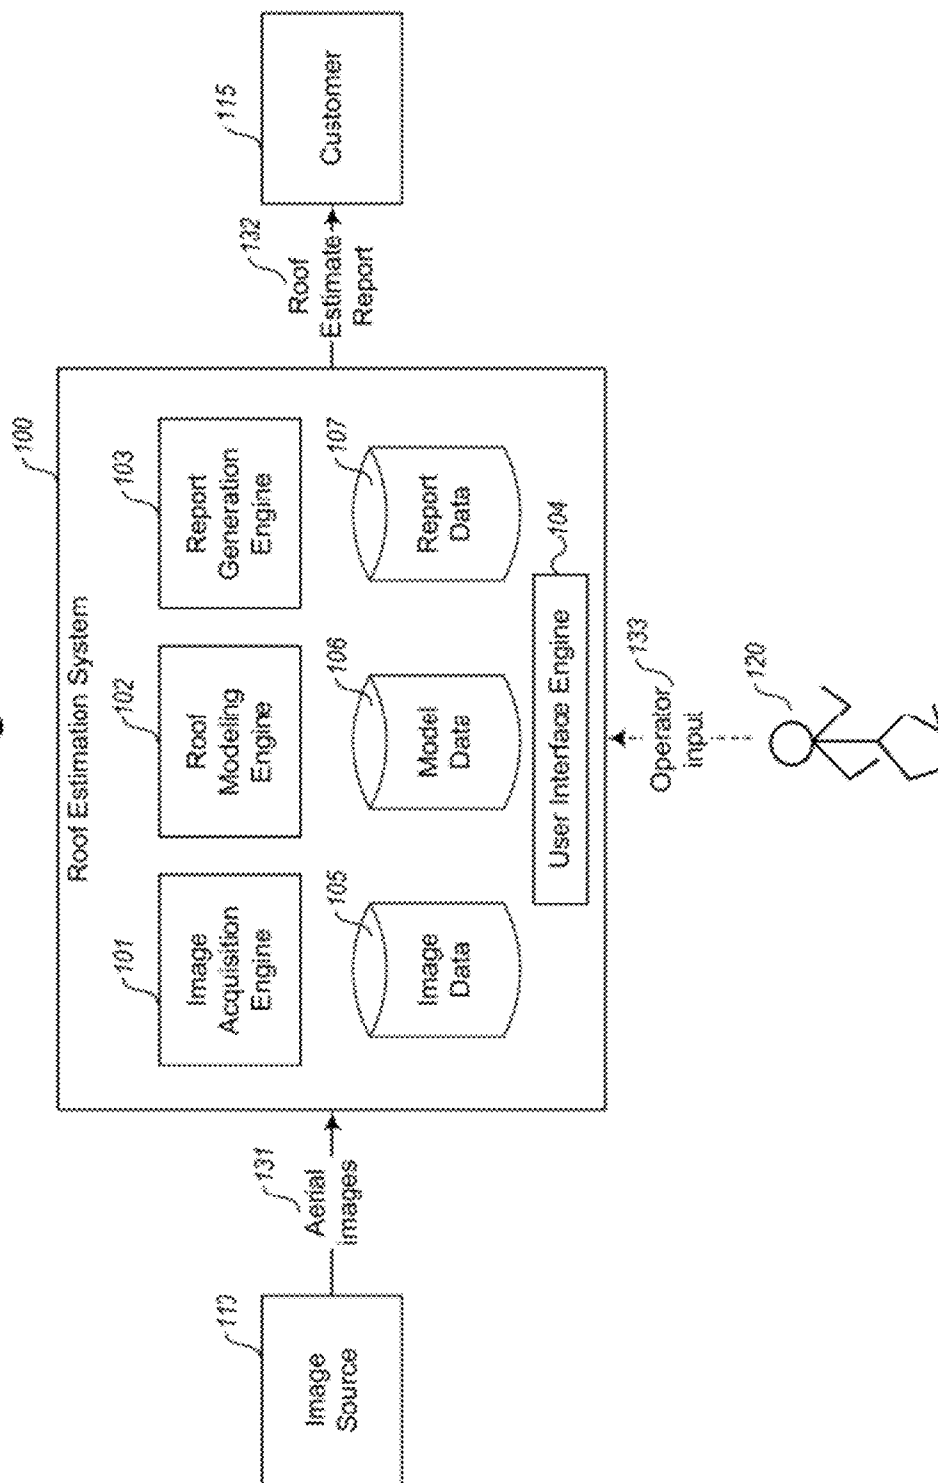 100
Roof Estimation System
101
Image
Acquisition
Engine
102
Roof
Modeling
Engine
103
Report
Generation
Engine
105
Image
Data
106
Model
Data
107
Report
Data
User Interface Engine
104
110
Image
Source
131
Aerial
images
132
Roof
Estimate
Report
115
Customer
Operator
input
133
120